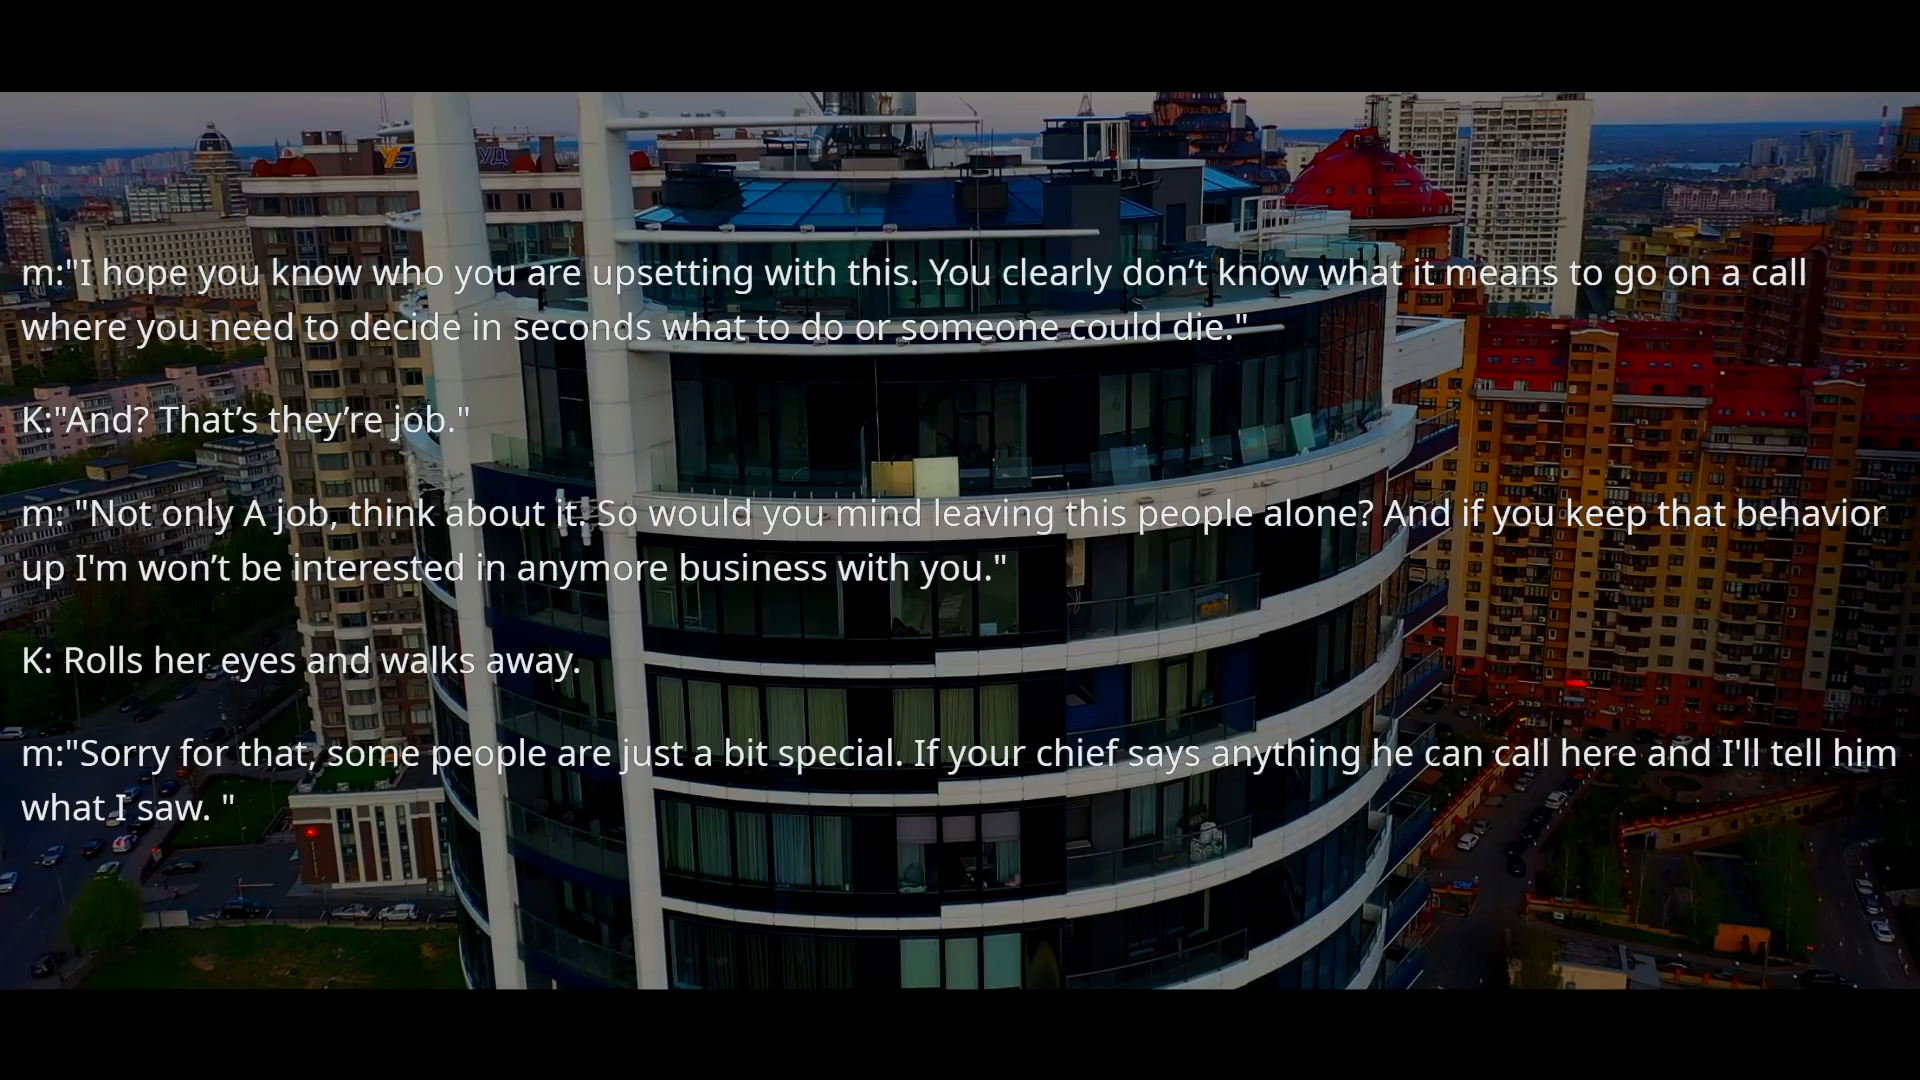 УД
m:"I hope you know who you are upsetting with this. You clearly don’t know what it means to go on a call
where you need to decide in seconds what to do or someone could die."
K:"And? That’s they’re job."
m: "Not only A job, think about it. So would you mind leaving this people alone? And if you keep that behavior
up I'm won’t be interested in anymore business with you."
K: Rolls her eyes and walks away.
m:"Sorry for that, some people are just a bit special. If your chief says anything he can call here and I'll tell him
what I saw. "